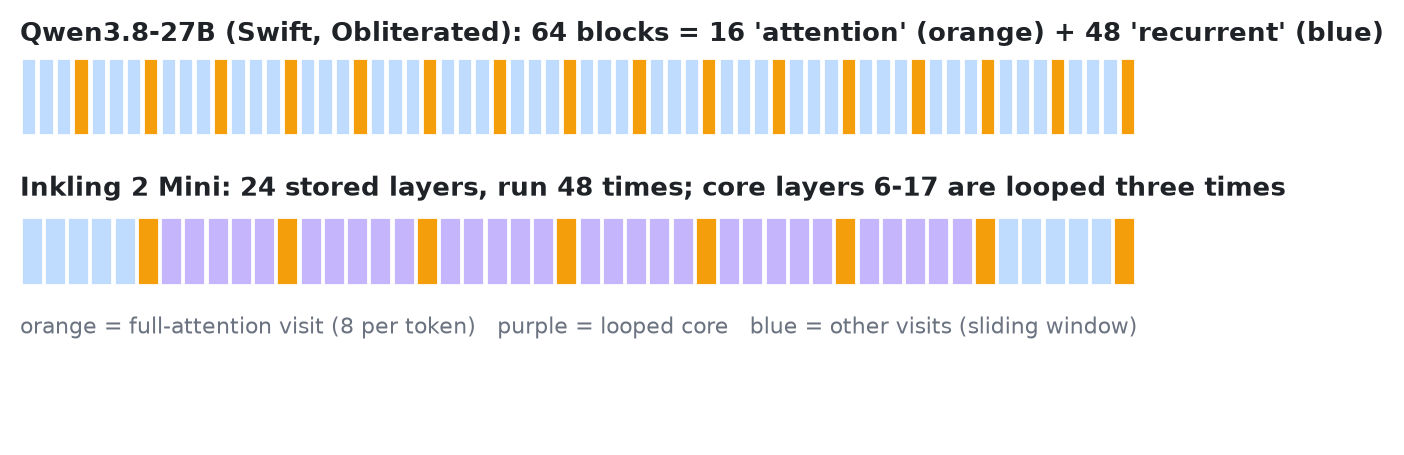 Qwen3.8-27B (Swift, Obliterated): 64 blocks = 16 'attention' (orange) + 48 'recurrent' (blue)
Inkling 2 Mini: 24 stored layers, run 48 times; core layers 6-17 are looped three times
orange = full-attention visit (8 per token)   purple = looped core   blue = other visits (sliding window)